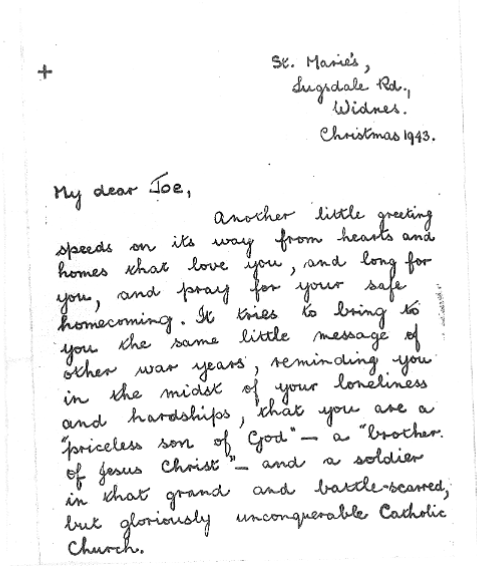 +
St. Marie's,
Lugsdale Rd.,
Widnes.
Christmas 1943.
My dear Joe,
Another little greeting
speeds on its way from hearts and
homes that love you, and long for
you, and pray for your safe
homecoming. It tries to bring to
you the same little message of
other war years, reminding you
in the midst of your loneliness
and hardships, that you are a
"priceless son of God" — a "brother
of Jesus Christ" — and a soldier
in that grand and battle-scarred,
but gloriously unconquerable Catholic
Church.